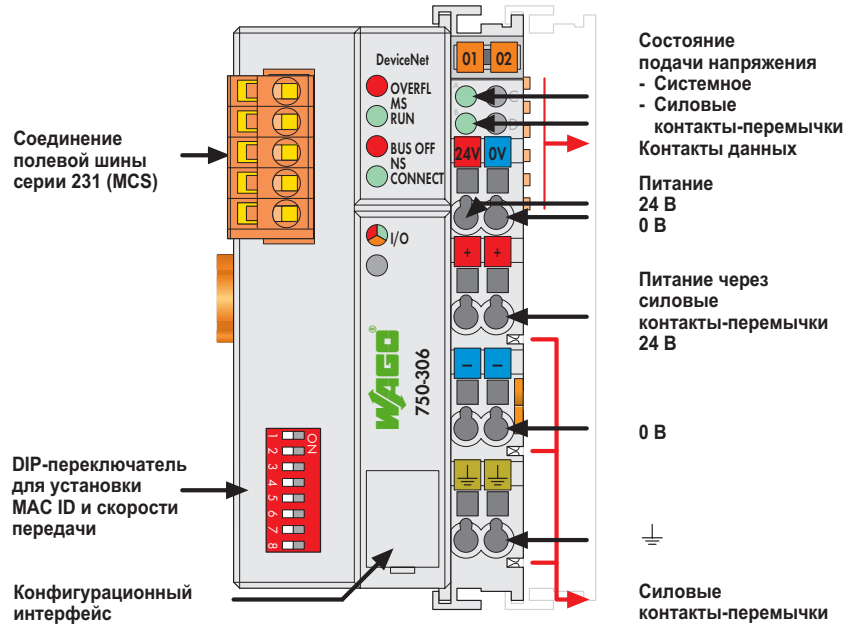 Соединение
полевой шины
серии 231 (MCS)
DIP-переключатель
для установки
MAC ID и скорости
передачи
Конфигурационный
интерфейс
DeviceNet
OVERFL
MS
RUN
BUS OFF
NS
CONNECT
I/O
WAGO®
750-306
ON
1 2 3 4 5 6 7 8
01 02
A C
B D
24V 0V
+ +
– –
Состояние
подачи напряжения
- Системное
- Силовые
контакты-перемычки
Контакты данных
Питание
24 В
0 В
Питание через
силовые
контакты-перемычки
24 В
0 В
Силовые
контакты-перемычки